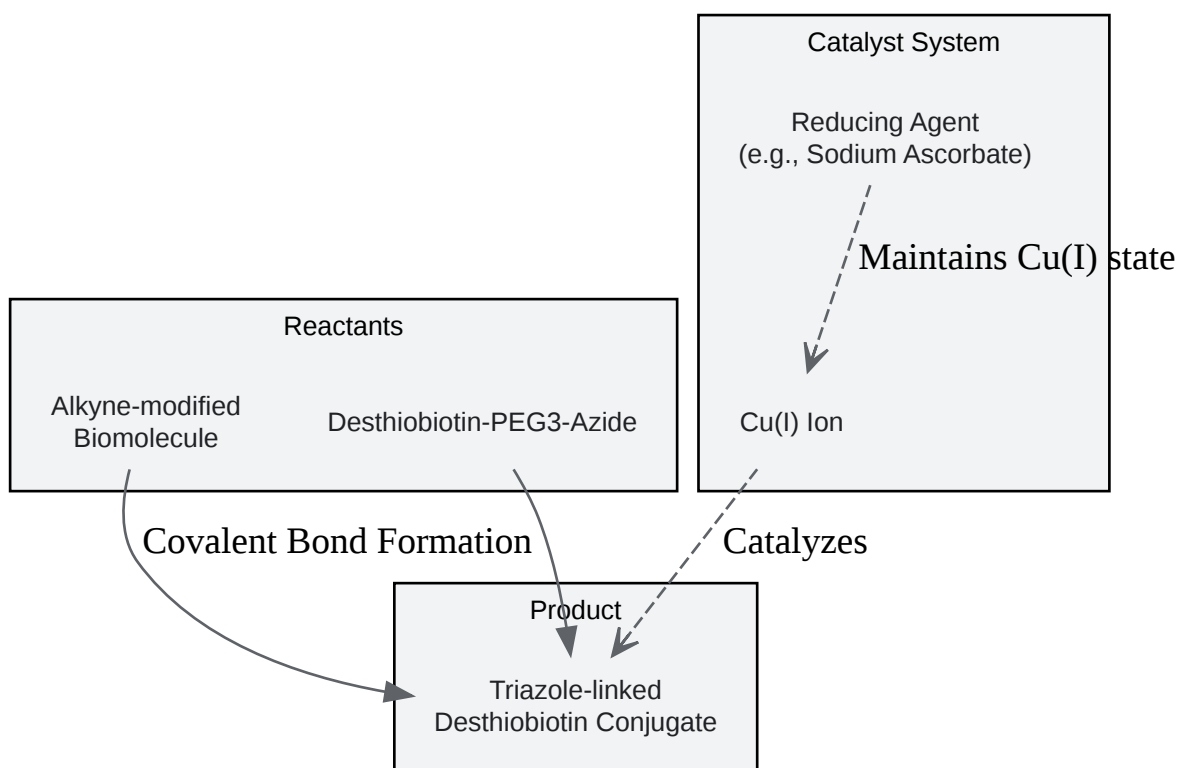 Catalyst System
Reducing Agent
(e.g., Sodium Ascorbate)
Maintains Cu(I) state
Reactants
Alkyne-modified
Biomolecule
Desthiobiotin-PEG3-Azide
Cu(I) Ion
Covalent Bond Formation
Catalyzes
Product
Triazole-linked
Desthiobiotin Conjugate